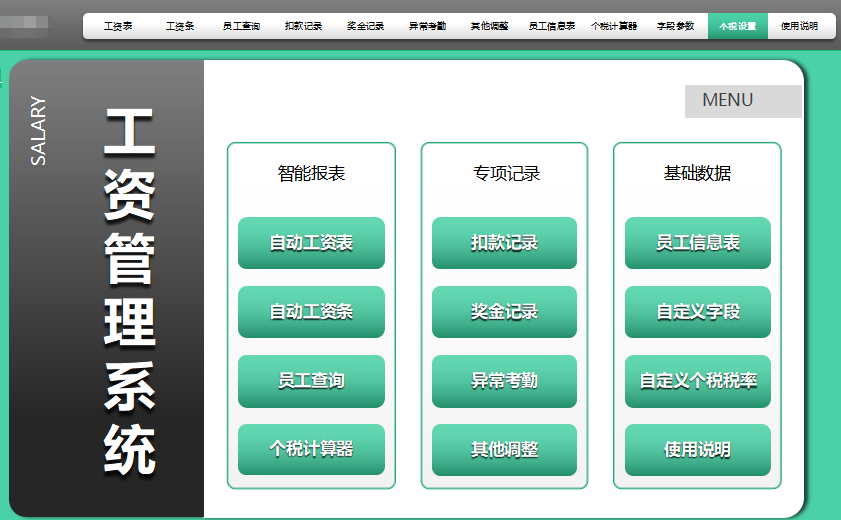 工资表 工资条 员工查询 扣款记录 奖金记录 异常考勤 其他调整 员工信息表 个税计算器 字段参数 个税设置 使用说明
SALARY
工资管理系统
MENU
智能报表
自动工资表
自动工资条
员工查询
个税计算器
专项记录
扣款记录
奖金记录
异常考勤
其他调整
基础数据
员工信息表
自定义字段
自定义个税税率
使用说明